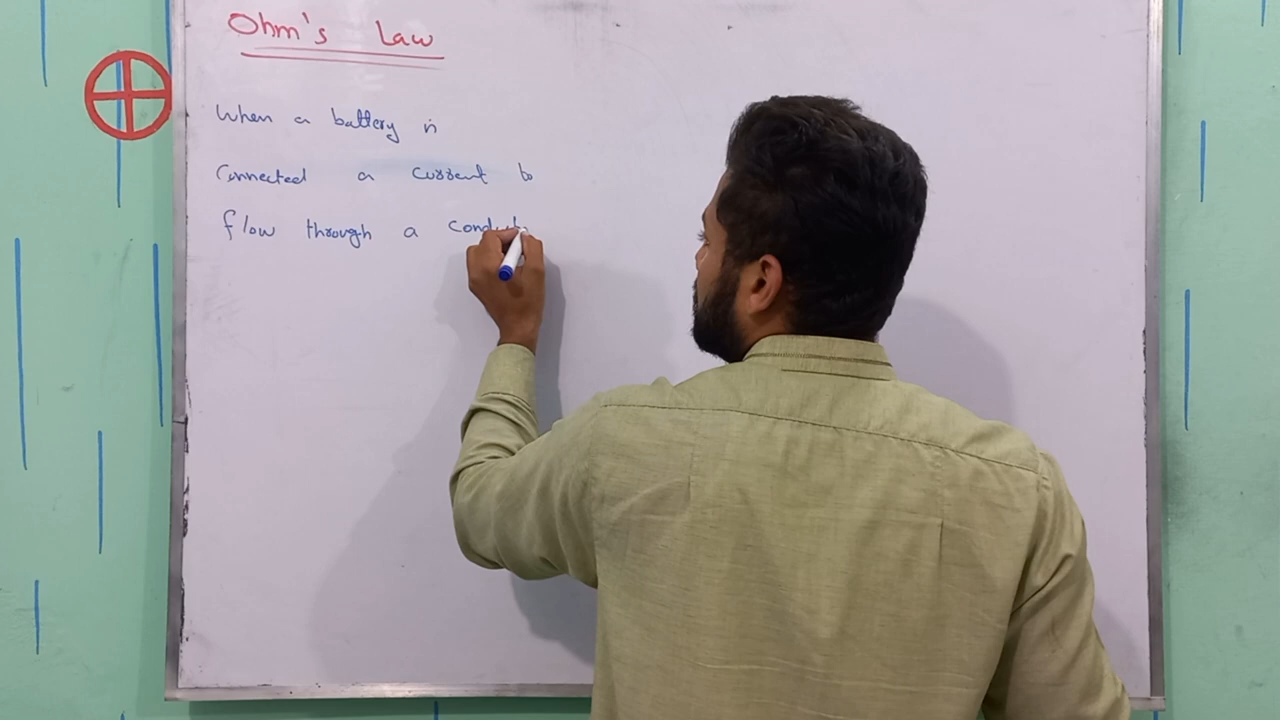 Ohm's Law
When a battery is
Connected a current to
flow through a